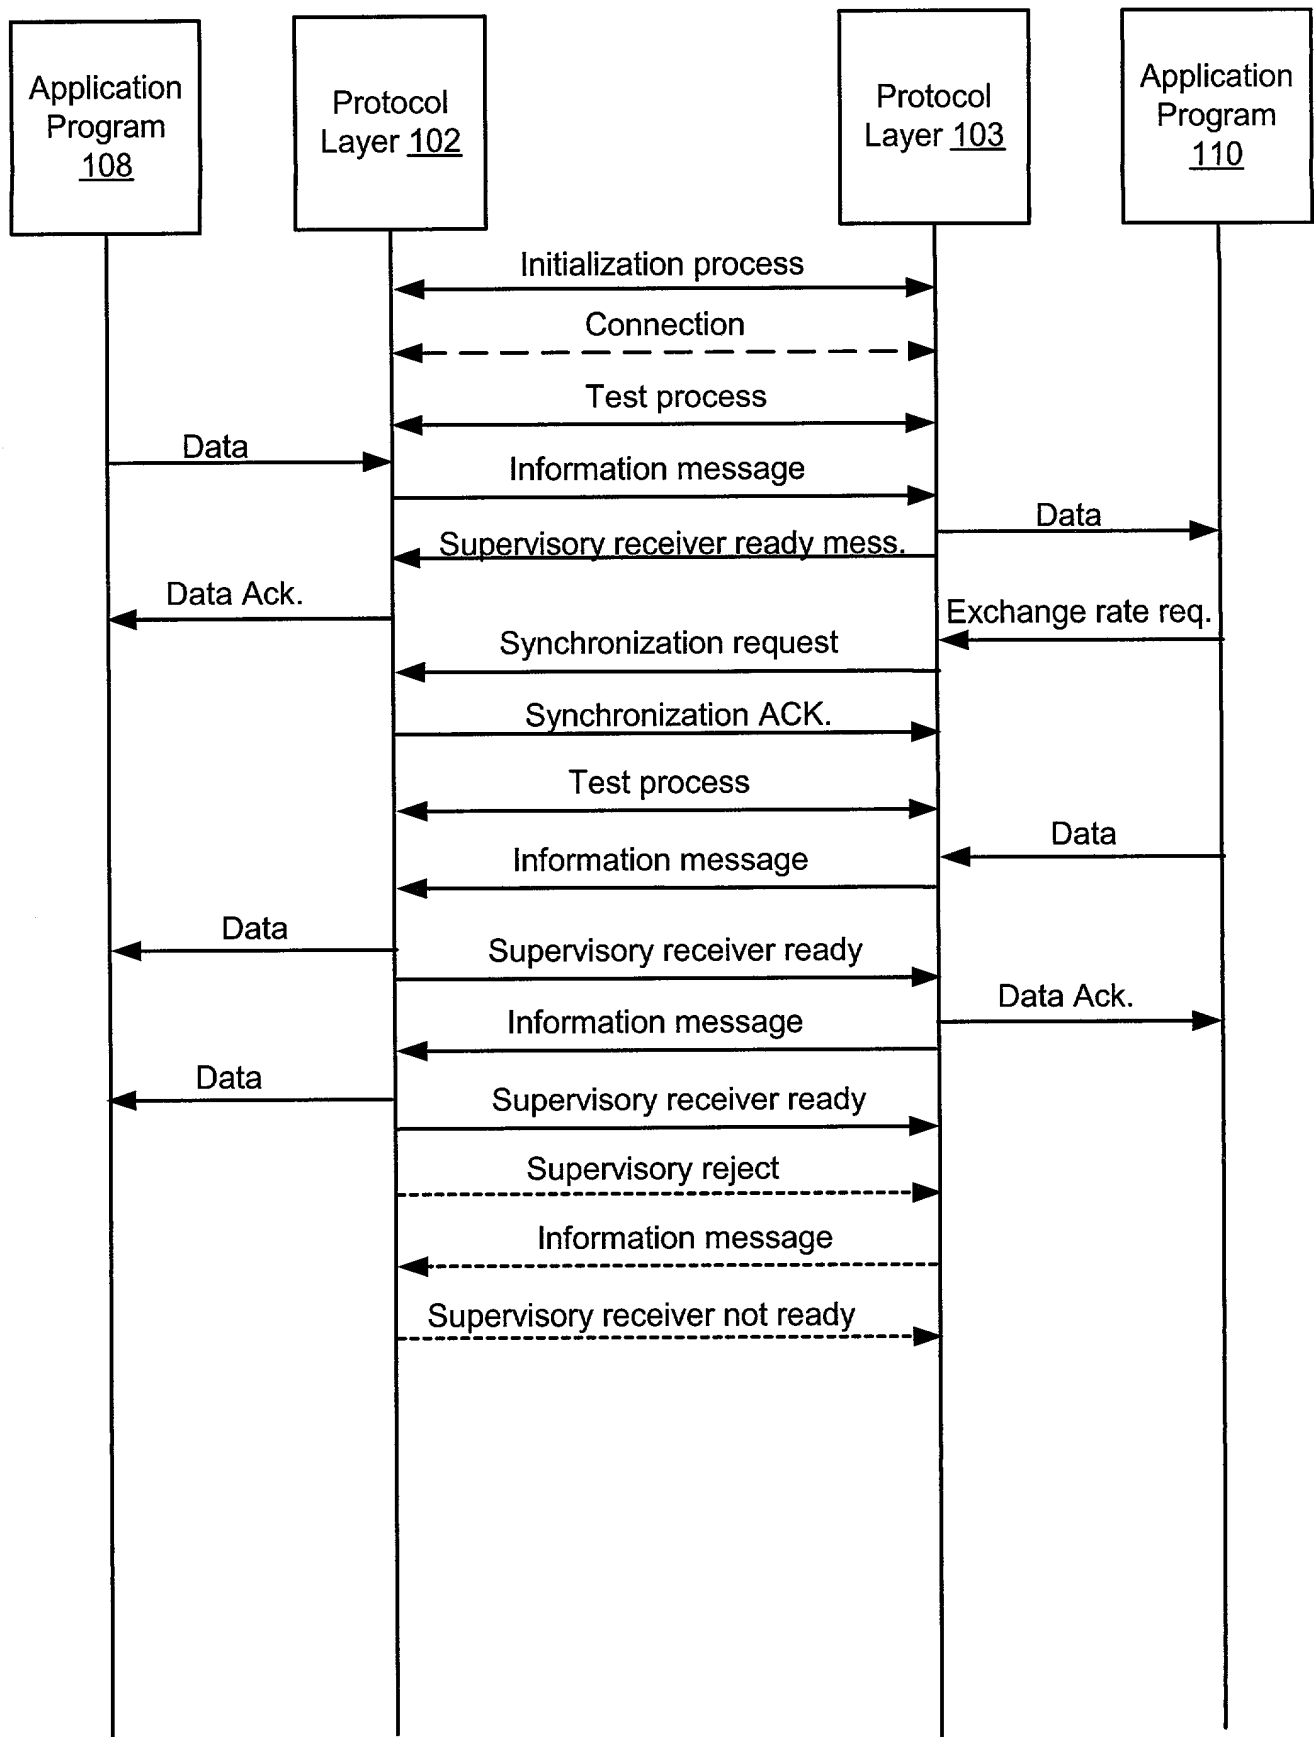 Application
Program
108
Protocol
Layer 102
Protocol
Layer 103
Application
Program
110
Initialization process
Connection
Test process
Data
Information message
Data
Supervisory receiver ready mess.
Data Ack.
Exchange rate req.
Synchronization request
Synchronization ACK.
Test process
Data
Information message
Data
Supervisory receiver ready
Data Ack.
Information message
Data
Supervisory receiver ready
Supervisory reject
Information message
Supervisory receiver not ready